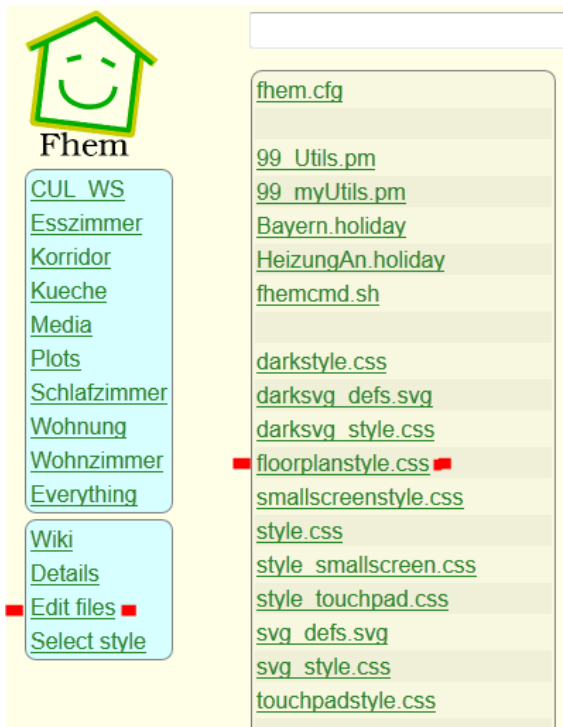 Fhem
CUL_WS
Esszimmer
Korridor
Kueche
Media
Plots
Schlafzimmer
Wohnung
Wohnzimmer
Everything
Wiki
Details
Edit files
Select style
fhem.cfg
99_Utils.pm
99_myUtils.pm
Bayern.holiday
HeizungAn.holiday
fhemcmd.sh
darkstyle.css
darksvg_defs.svg
darksvg_style.css
floorplanstyle.css
smallscreenstyle.css
style.css
style_smallscreen.css
style_touchpad.css
svg_defs.svg
svg_style.css
touchpadstyle.css